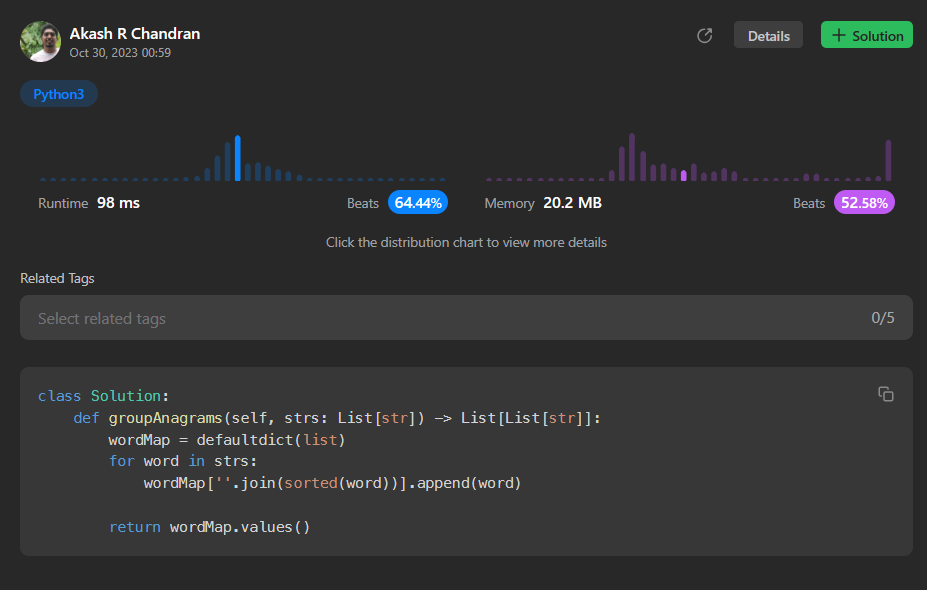 Akash R Chandran
Oct 30, 2023 00:59
Details
+ Solution
Python3
Runtime 98 ms
Beats 64.44%
Memory 20.2 MB
Beats 52.58%
Click the distribution chart to view more details
Related Tags
Select related tags 0/5
class Solution:
    def groupAnagrams(self, strs: List[str]) -> List[List[str]]:
        wordMap = defaultdict(list)
        for word in strs:
            wordMap[''.join(sorted(word))].append(word)

        return wordMap.values()